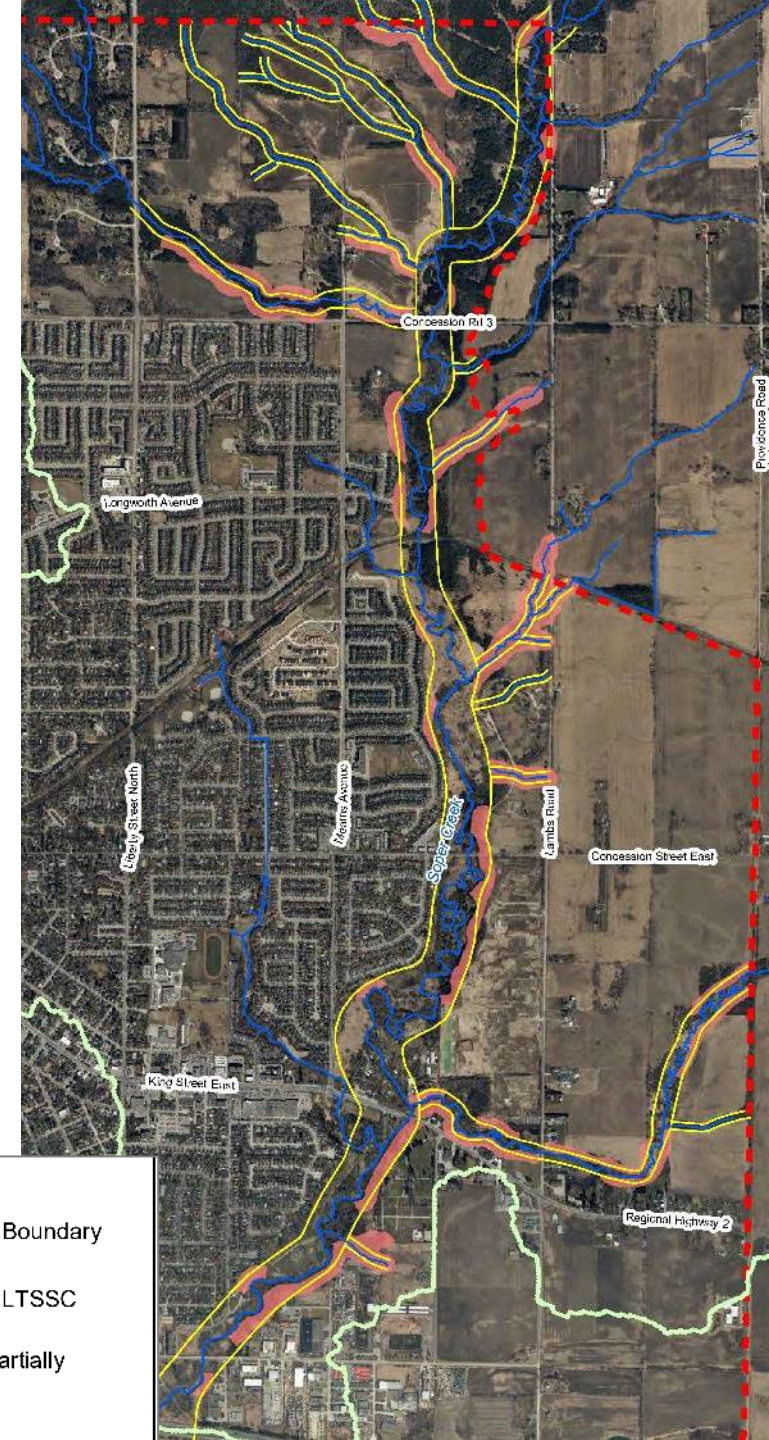 Concession Rd 3
Providence Road
Longworth Avenue
Liberty Street North
Mearns Avenue
Soper Creek
Lambs Road
Concession Street East
King Street East
Regional Highway 2
Boundary
LTSSC
artially